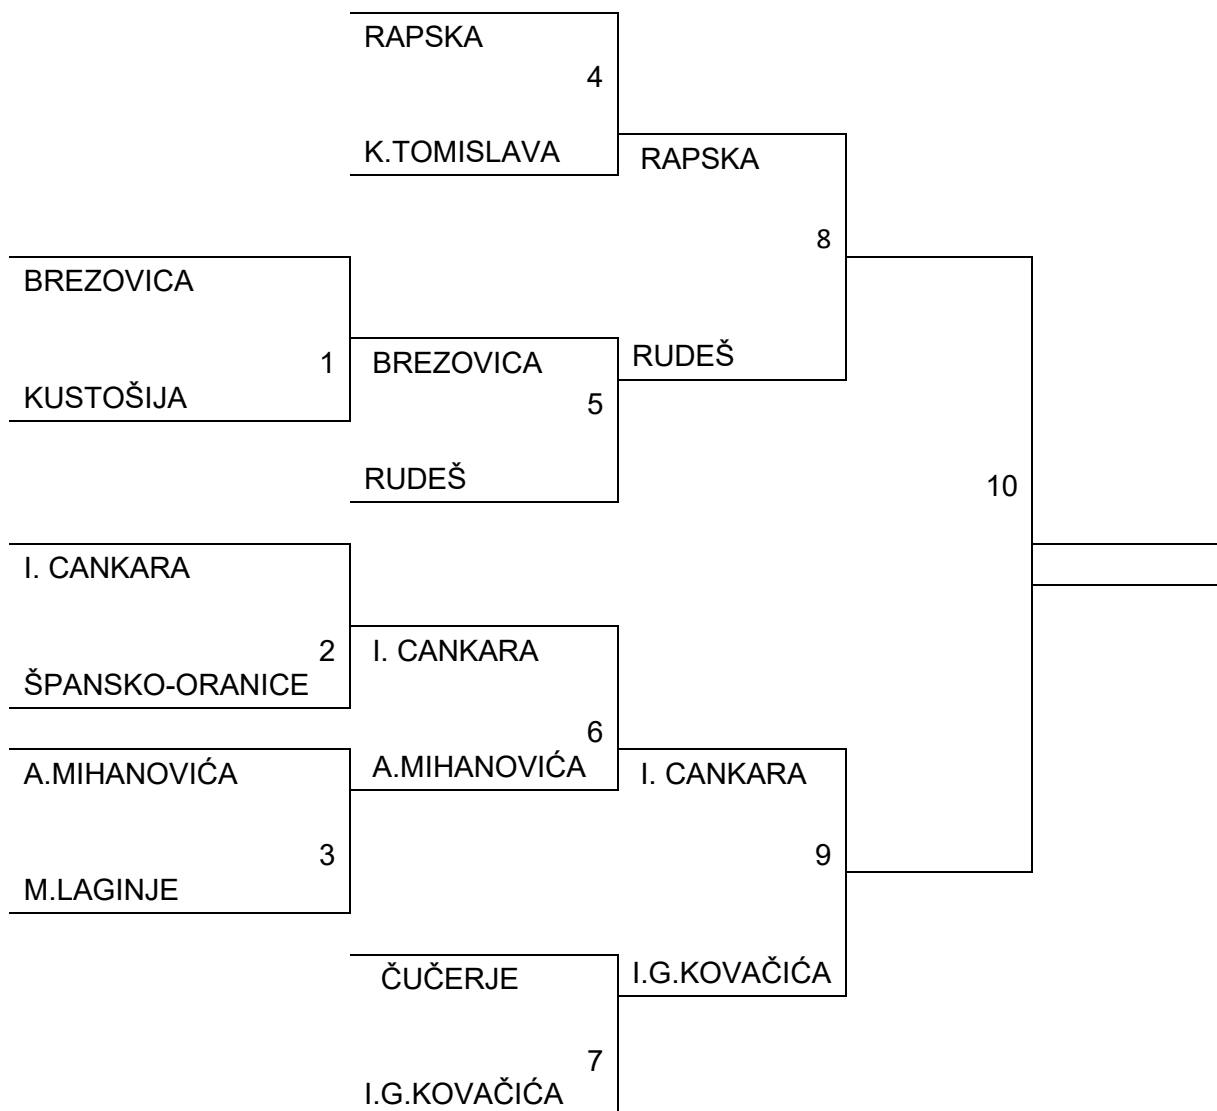 RAPSKA
4
K.TOMISLAVA
RAPSKA
8
BREZOVICA
1
BREZOVICA
RUDEŠ
KUSTOŠIJA
5
RUDEŠ
10
I. CANKARA
2
I. CANKARA
ŠPANSKO-ORANICE
6
A.MIHANOVIĆA
A.MIHANOVIĆA
I. CANKARA
3
9
M.LAGINJE
ČUČERJE
I.G.KOVAČIĆA
7
I.G.KOVAČIĆA